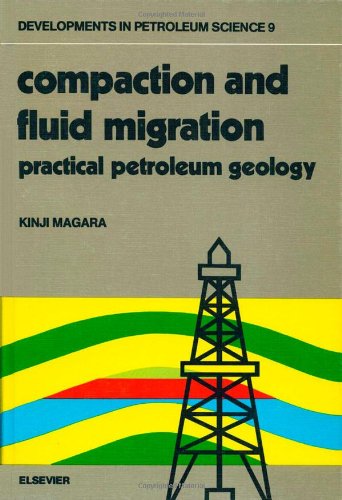 DEVELOPMENTS IN PETROLEUM SCIENCE 9
compaction and
fluid migration
practical petroleum geology
KINJI MAGARA
ELSEVIER